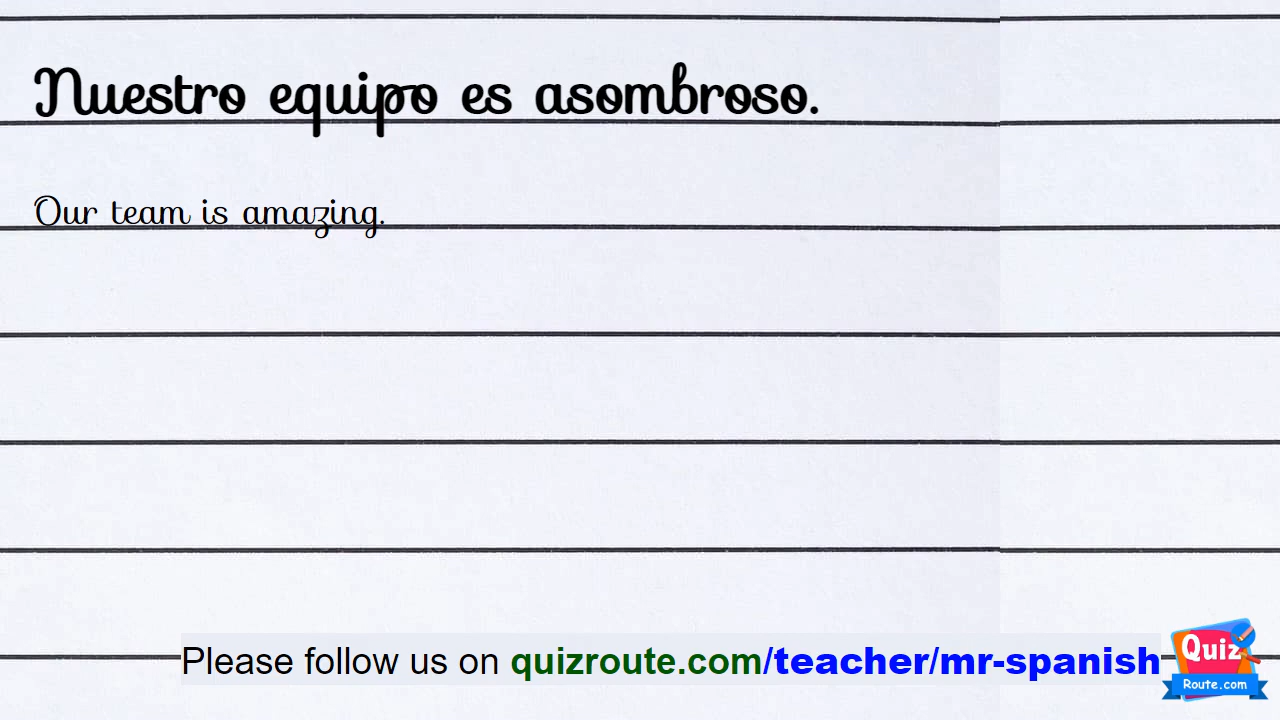 Nuestro equipo es asombroso.
Our team is amazing.
Please follow us on quizroute.com/teacher/mr-spanish
Quiz
Route.com